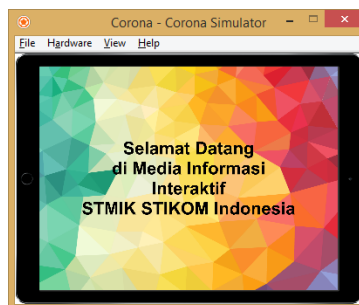 Corona - Corona Simulator
File Hardware View Help
Selamat Datang
di Media Informasi
Interaktif
STMIK STIKOM Indonesia